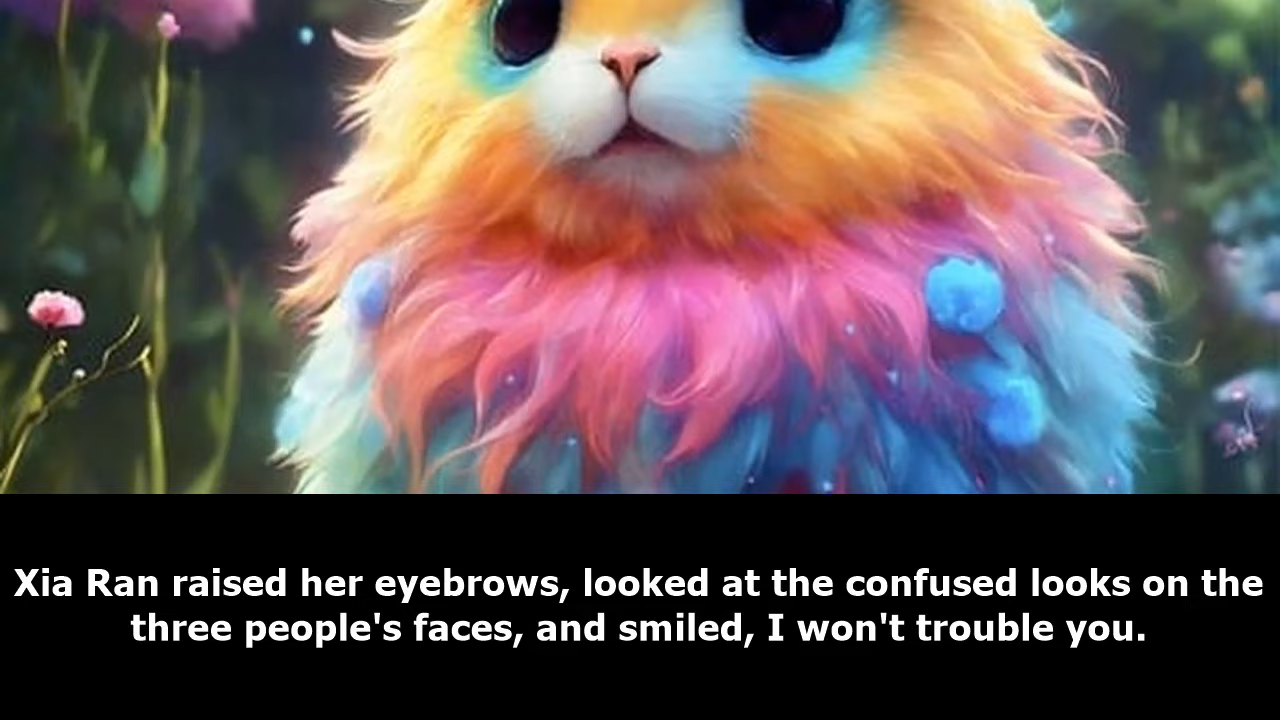 Xia Ran raised her eyebrows, looked at the confused looks on the
three people's faces, and smiled, I won't trouble you.